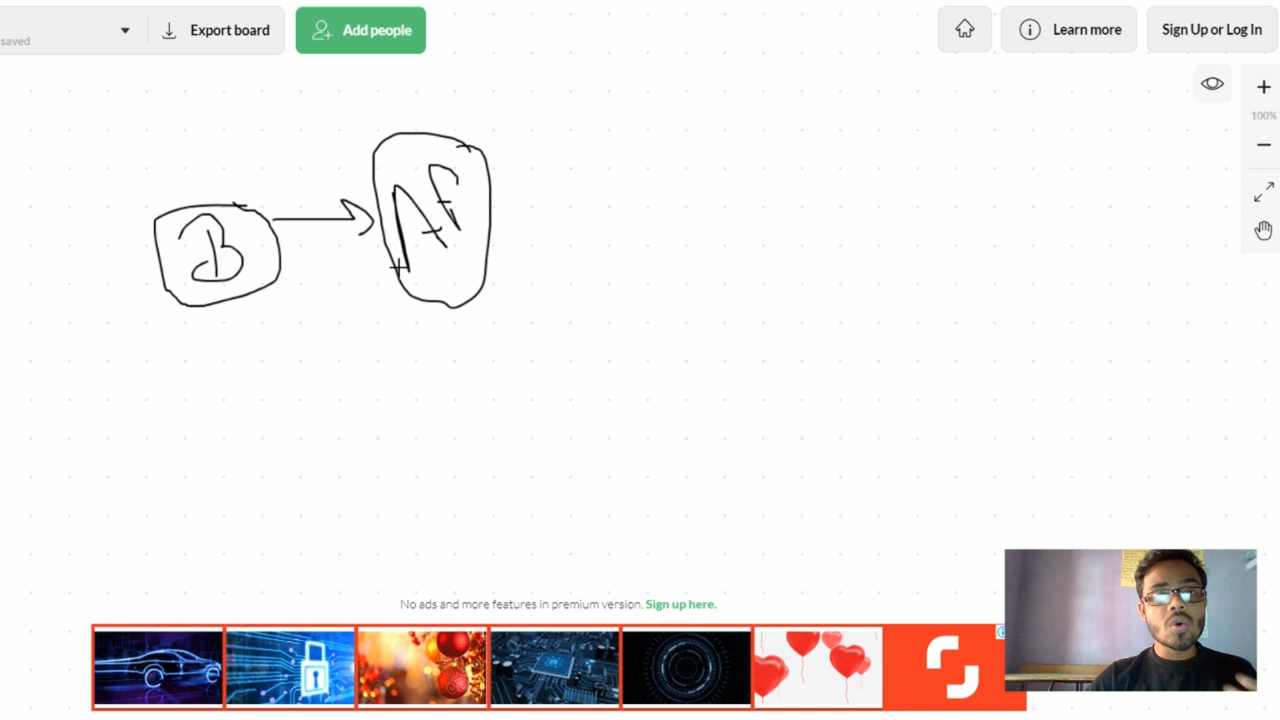 saved
Export board
Add people
Learn more
Sign Up or Log In
100%
B
AF
No ads and more features in premium version. Sign up here.